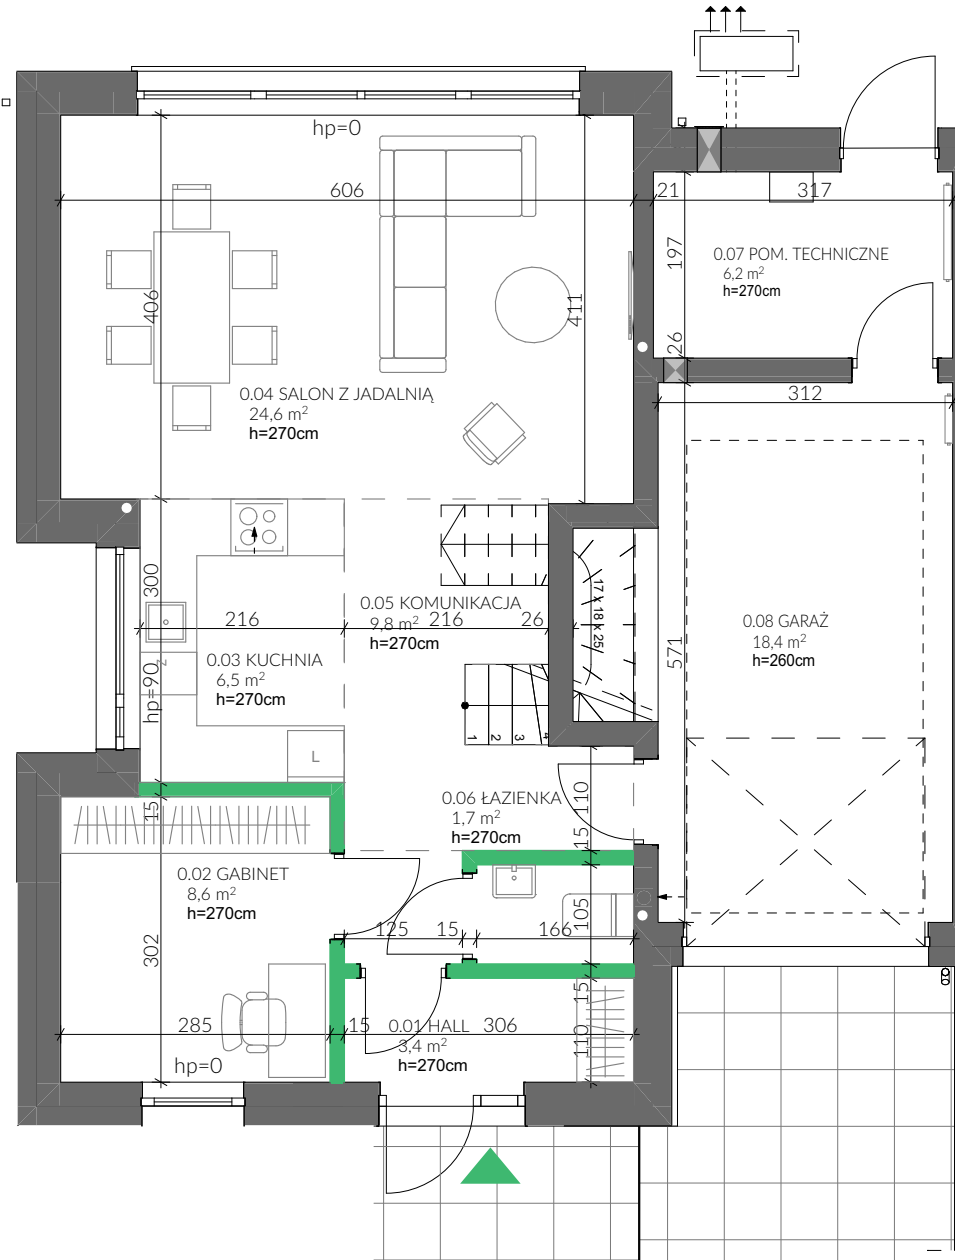 hp=0
606
21
317
0.07 POM. TECHNICZNE
6,2 m²
h=270cm
197
406
411
26
312
0.04 SALON Z JADALNIĄ
24,6 m²
h=270cm
300
17 x 18 x 25
0.05 KOMUNIKACJA
9,8 m²
h=270cm
216
216
26
0.08 GARAŻ
18,4 m²
h=260cm
571
0.03 KUCHNIA
6,5 m²
h=270cm
hp=90
1
2
3
4
L
Z
0.06 ŁAZIENKA
1,7 m²
h=270cm
110
15
15
0.02 GABINET
8,6 m²
h=270cm
105
125
15
166
302
15
285
15
0.01 HALL
3,4 m²
h=270cm
306
110
hp=0